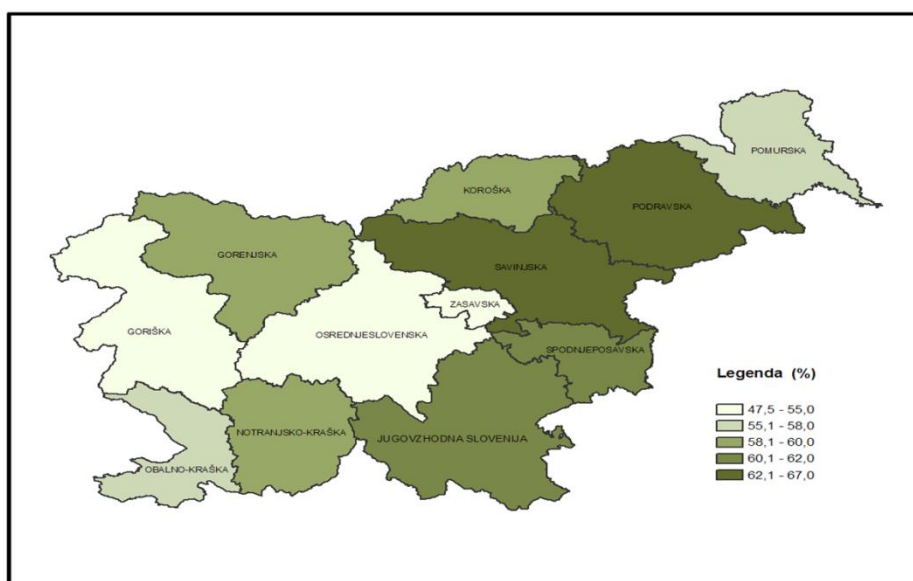 POMURSKA
KOROŠKA
PODRAVSKA
GORENJSKA
SAVINJSKA
ZASAVSKA
GORIŠKA
OSREDNJESLOVENSKA
SPODNJEPOSAVSKA
NOTRANJSKO-KRAŠKA
JUGOVZHODNA SLOVENIJA
OBALNO-KRAŠKA
Legenda (%)
47,5 - 55,0
55,1 - 58,0
58,1 - 60,0
60,1 - 62,0
62,1 - 67,0